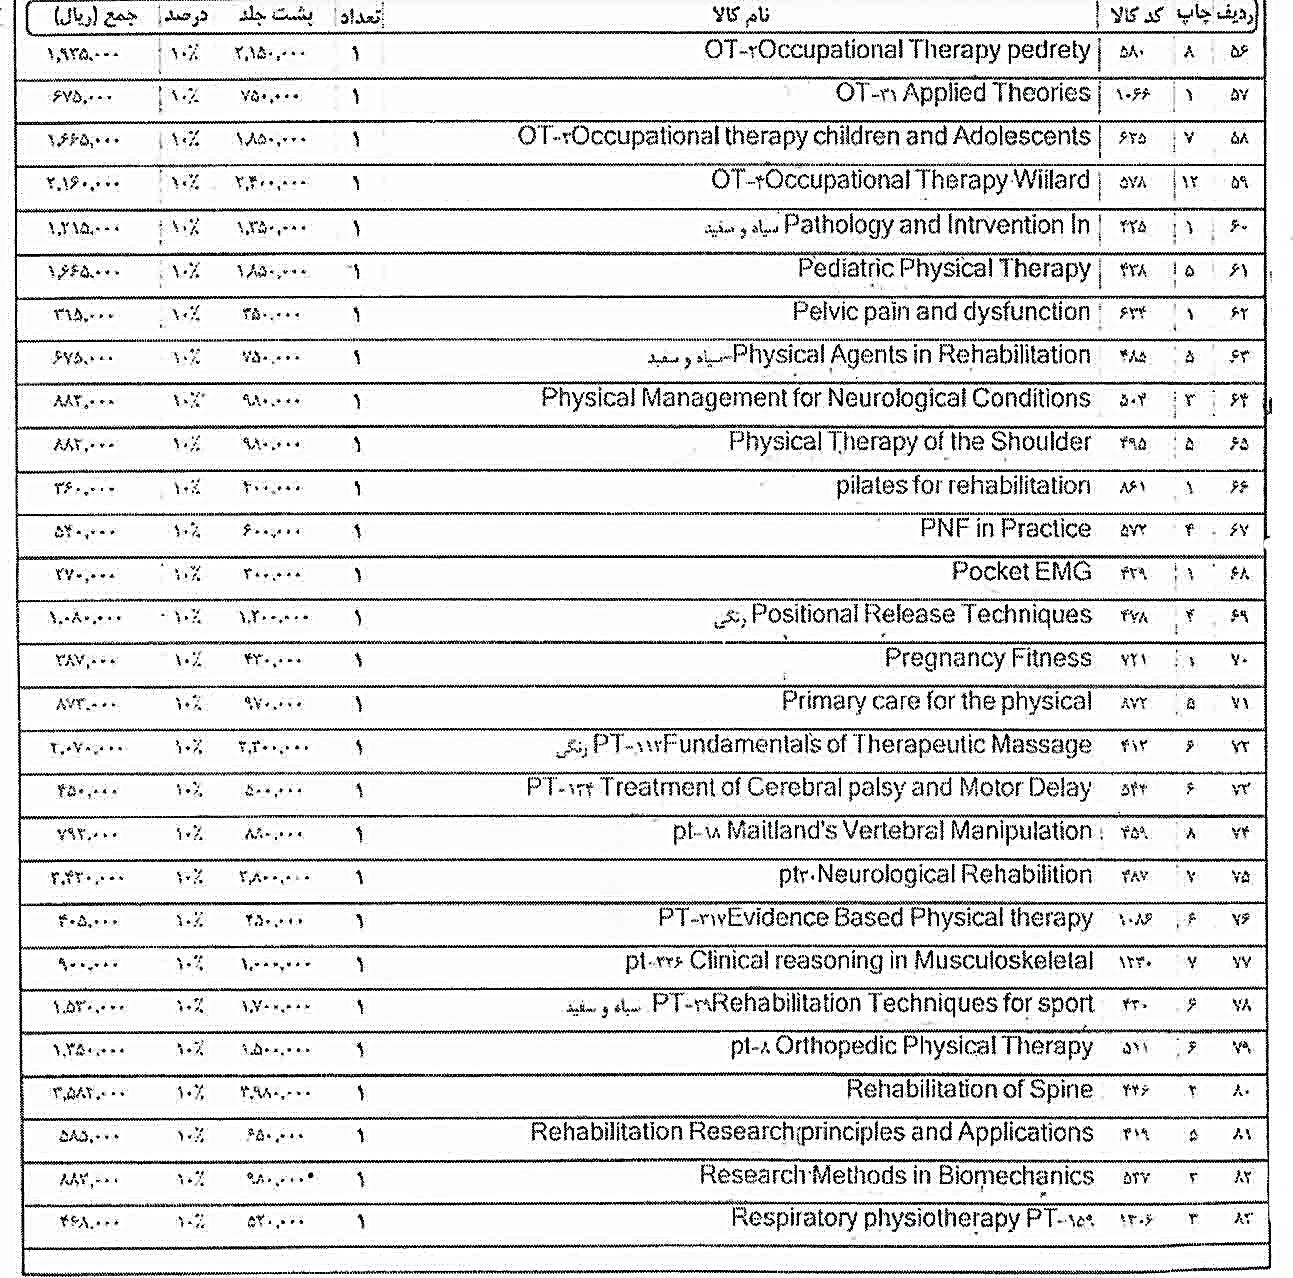 ردیف چاپ کد کالا نام کالا تعداد پشت جلد درصد جمع (ریال)
۵۶ ۸ ۵۸۰ OT-۲Occupational Therapy pedrety ۱ ۲,۱۵۰,۰۰۰ ۱۰٪ ۱,۹۳۵,۰۰۰
۵۷ ۱ ۱۰۶۶ OT-۳۱ Applied Theories ۱ ۷۵۰,۰۰۰ ۱۰٪ ۶۷۵,۰۰۰
۵۸ ۷ ۶۲۵ OT-۳Occupational therapy children and Adolescents ۱ ۱,۸۵۰,۰۰۰ ۱۰٪ ۱,۶۶۵,۰۰۰
۵۹ ۱۲ ۵۷۸ OT-۴Occupational Therapy Wiilard ۱ ۲,۴۰۰,۰۰۰ ۱۰٪ ۲,۱۶۰,۰۰۰
۶۰ ۱ ۴۲۵ Pathology and Intrvention In سیاه و سفید ۱ ۱,۳۵۰,۰۰۰ ۱۰٪ ۱,۲۱۵,۰۰۰
۶۱ ۵ ۴۳۸ Pediatric Physical Therapy ۱ ۱,۸۵۰,۰۰۰ ۱۰٪ ۱,۶۶۵,۰۰۰
۶۲ ۱ ۶۳۴ Pelvic pain and dysfunction ۱ ۳۵۰,۰۰۰ ۱۰٪ ۳۱۵,۰۰۰
۶۳ ۵ ۴۸۵ Physical Agents in Rehabilitation-سیاه و سفید ۱ ۷۵۰,۰۰۰ ۱۰٪ ۶۷۵,۰۰۰
۶۴ ۳ ۵۰۴ Physical Management for Neurological Conditions ۱ ۹۸۰,۰۰۰ ۱۰٪ ۸۸۲,۰۰۰
۶۵ ۵ ۴۹۵ Physical Therapy of the Shoulder ۱ ۹۸۰,۰۰۰ ۱۰٪ ۸۸۲,۰۰۰
۶۶ ۱ ۸۶۱ pilates for rehabilitation ۱ ۴۰۰,۰۰۰ ۱۰٪ ۳۶۰,۰۰۰
۶۷ ۴ ۵۷۲ PNF in Practice ۱ ۶۰۰,۰۰۰ ۱۰٪ ۵۴۰,۰۰۰
۶۸ ۱ ۴۲۹ Pocket EMG ۱ ۳۰۰,۰۰۰ ۱۰٪ ۲۷۰,۰۰۰
۶۹ ۴ ۴۷۸ Positional Release Techniques رنگی ۱ ۱,۲۰۰,۰۰۰ ۱۰٪ ۱,۰۸۰,۰۰۰
۷۰ ۱ ۷۲۱ Pregnancy Fitness ۱ ۴۳۰,۰۰۰ ۱۰٪ ۳۸۷,۰۰۰
۷۱ ۵ ۸۷۲ Primary care for the physical ۱ ۹۷۰,۰۰۰ ۱۰٪ ۸۷۳,۰۰۰
۷۲ ۶ ۴۱۳ PT-۱۱۲Fundamentals of Therapeutic Massage رنگی ۱ ۲,۳۰۰,۰۰۰ ۱۰٪ ۲,۰۷۰,۰۰۰
۷۳ ۶ ۵۴۴ PT-۱۳۴ Treatment of Cerebral palsy and Motor Delay ۱ ۵۰۰,۰۰۰ ۱۰٪ ۴۵۰,۰۰۰
۷۴ ۸ ۴۵۹ pt-۱۸ Maitland's Vertebral Manipulation ۱ ۸۸۰,۰۰۰ ۱۰٪ ۷۹۲,۰۰۰
۷۵ ۷ ۴۸۷ pt۲۰Neurological Rehabilition ۱ ۳,۸۰۰,۰۰۰ ۱۰٪ ۳,۴۲۰,۰۰۰
۷۶ ۶ ۱۰۸۶ PT-۲۱۷Evidence Based Physical therapy ۱ ۴۵۰,۰۰۰ ۱۰٪ ۴۰۵,۰۰۰
۷۷ ۷ ۱۲۳۰ pt-۲۲۶ Clinical reasoning in Musculoskeletal ۱ ۱,۰۰۰,۰۰۰ ۱۰٪ ۹۰۰,۰۰۰
۷۸ ۶ ۴۳۰ PT-۳۹Rehabilitation Techniques for sport سیاه و سفید ۱ ۱,۷۰۰,۰۰۰ ۱۰٪ ۱,۵۳۰,۰۰۰
۷۹ ۶ ۵۱۱ pt-۸ Orthopedic Physical Therapy ۱ ۱,۵۰۰,۰۰۰ ۱۰٪ ۱,۳۵۰,۰۰۰
۸۰ ۲ ۴۴۶ Rehabilitation of Spine ۱ ۳,۹۸۰,۰۰۰ ۱۰٪ ۳,۵۸۲,۰۰۰
۸۱ ۵ ۴۱۹ Rehabilitation Research principles and Applications ۱ ۶۵۰,۰۰۰ ۱۰٪ ۵۸۵,۰۰۰
۸۲ ۲ ۵۳۷ Research Methods in Biomechanics ۱ ۹۸۰,۰۰۰ ۱۰٪ ۸۸۲,۰۰۰
۸۳ ۳ ۱۲۰۶ Respiratory physiotherapy PT-۱۵۹ ۱ ۵۲۰,۰۰۰ ۱۰٪ ۴۶۸,۰۰۰